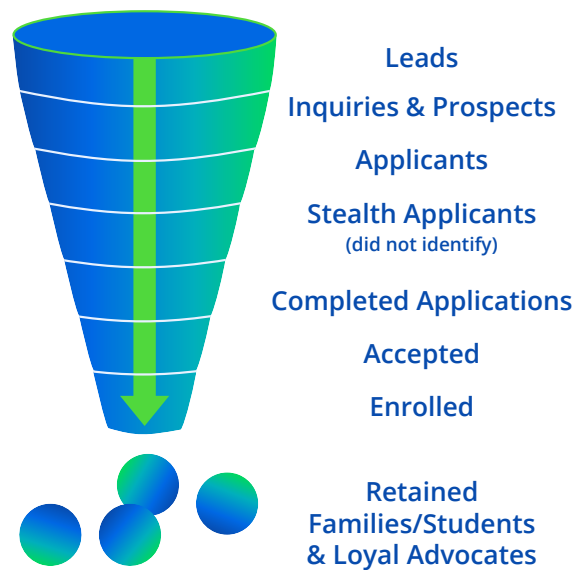 Leads
Inquiries & Prospects
Applicants
Stealth Applicants
(did not identify)
Completed Applications
Accepted
Enrolled
Retained
Families/Students
& Loyal Advocates